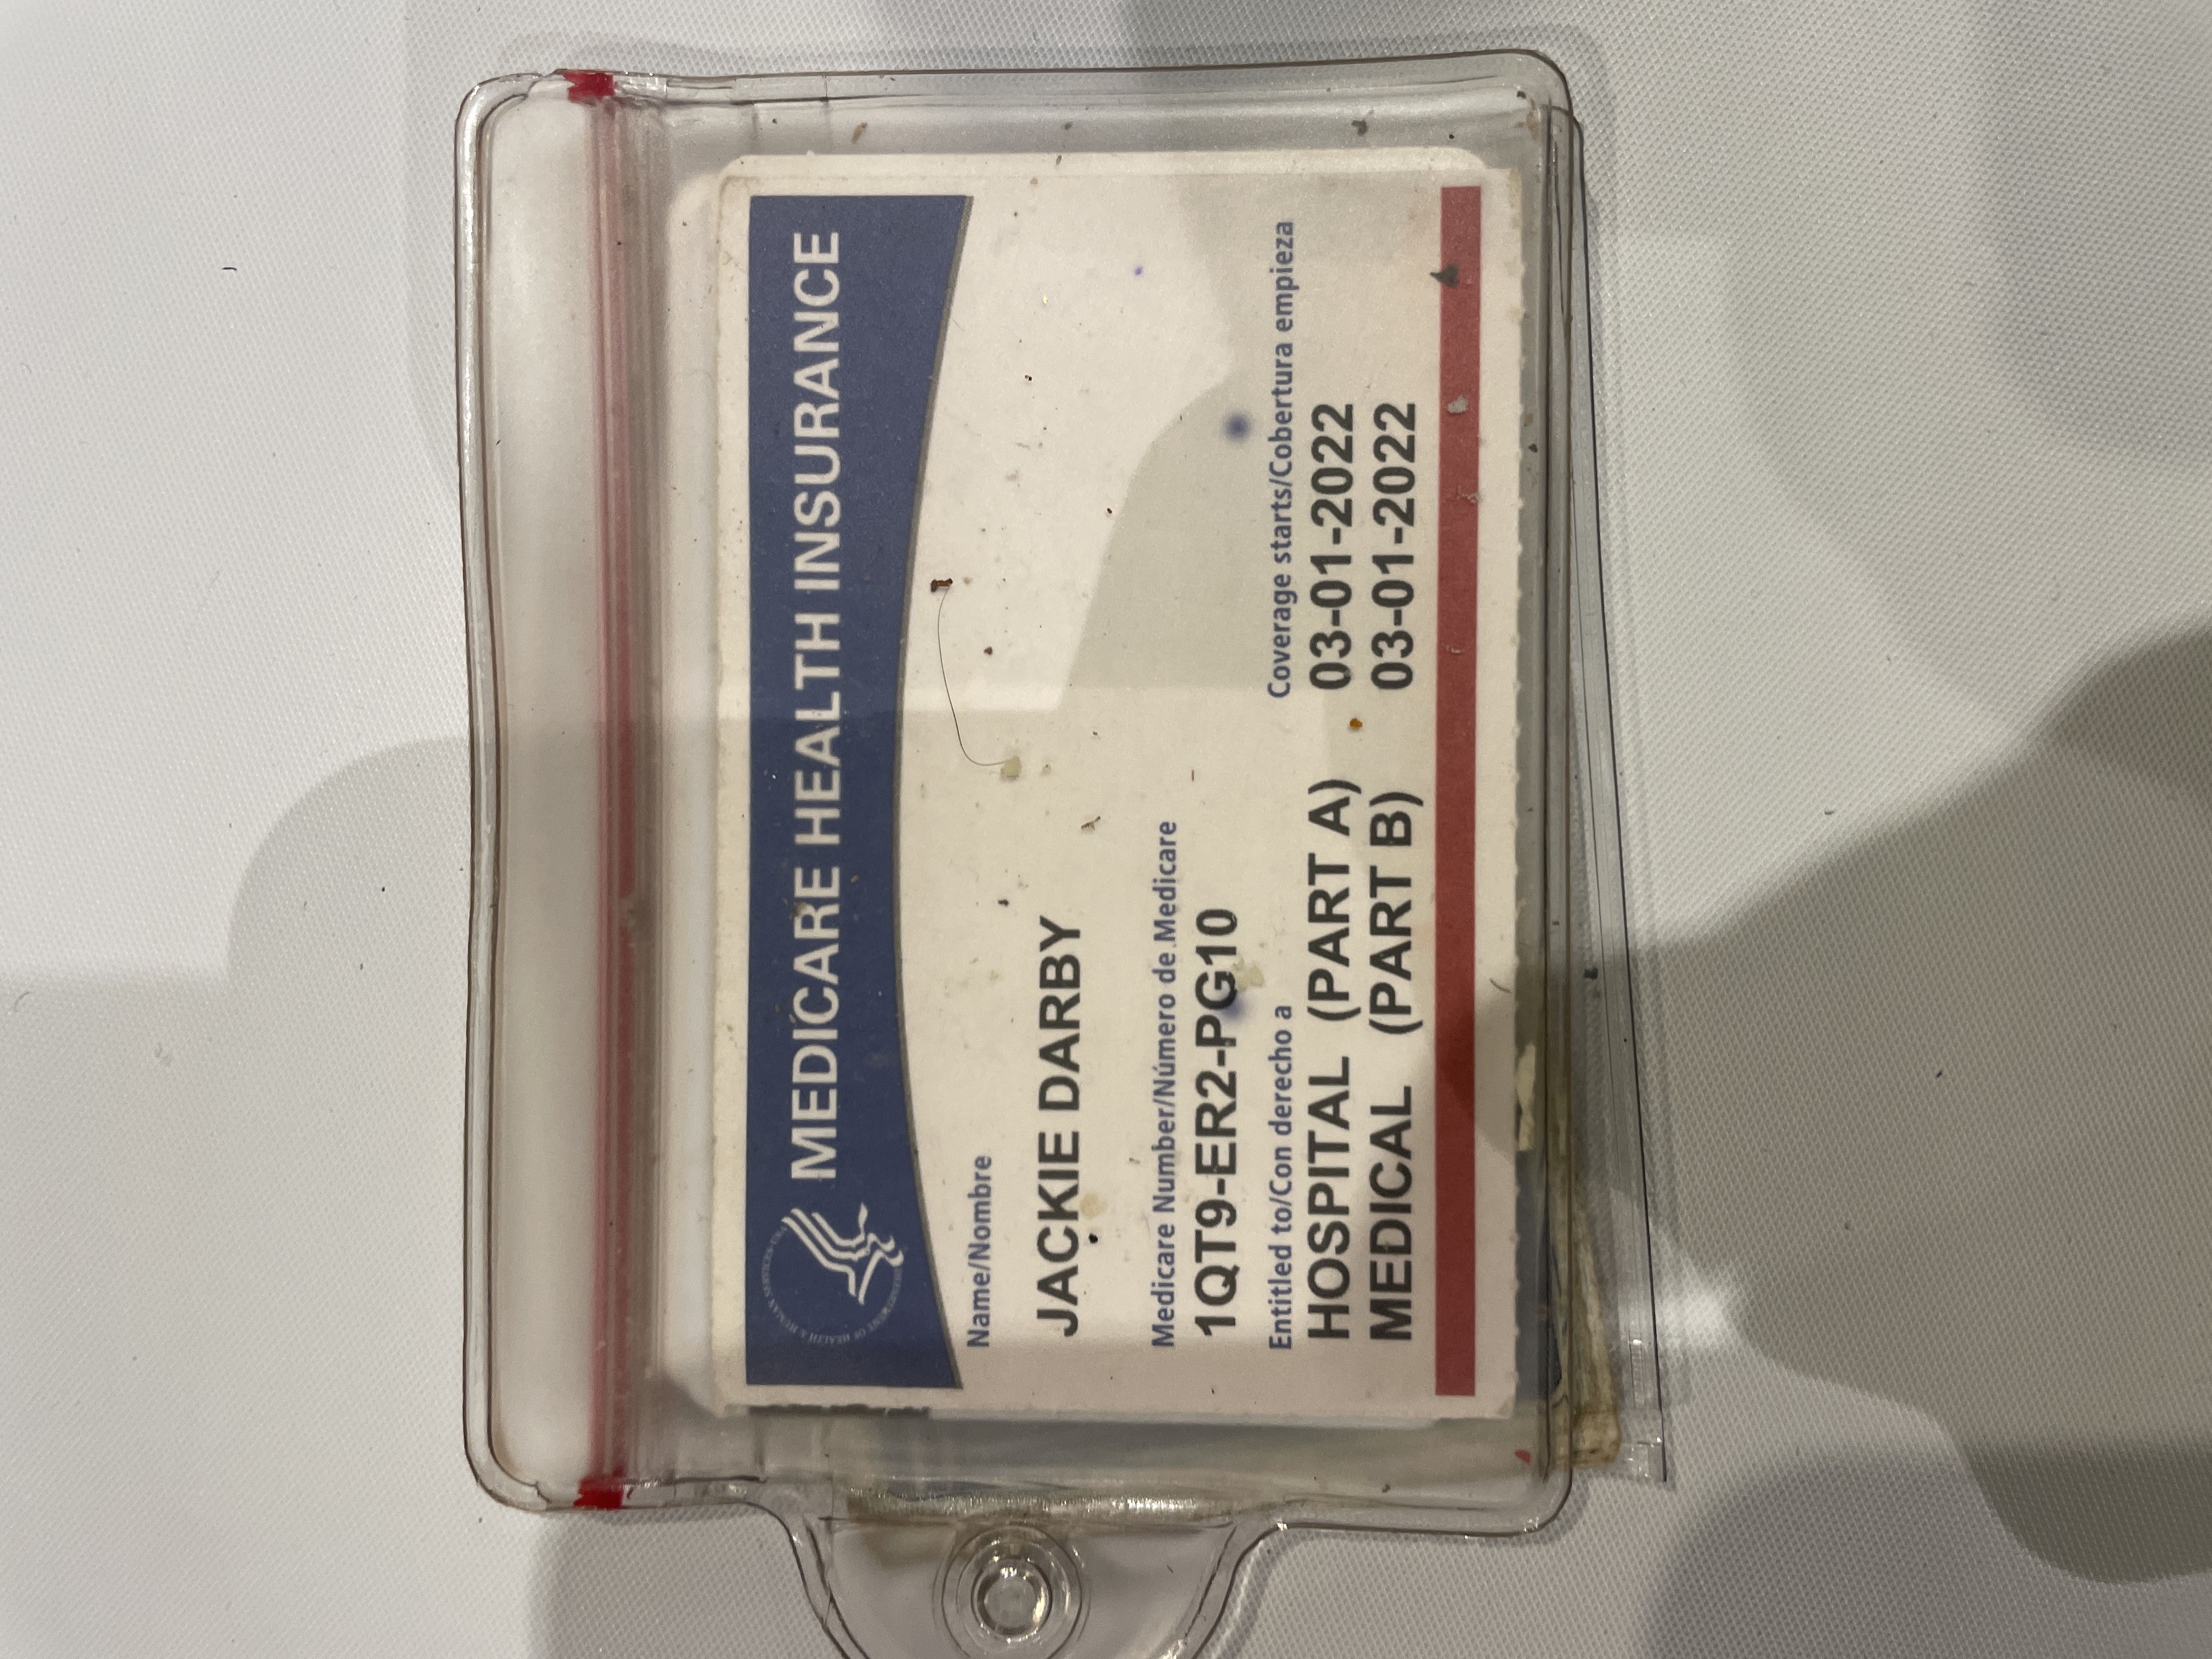 MEDICARE HEALTH INSURANCE
Name/Nombre
JACKIE DARBY
Medicare Number/Número de Medicare
1QT9-ER2-PG10
Entitled to/Con derecho a Coverage starts/Cobertura empieza
HOSPITAL (PART A) 03-01-2022
MEDICAL (PART B) 03-01-2022